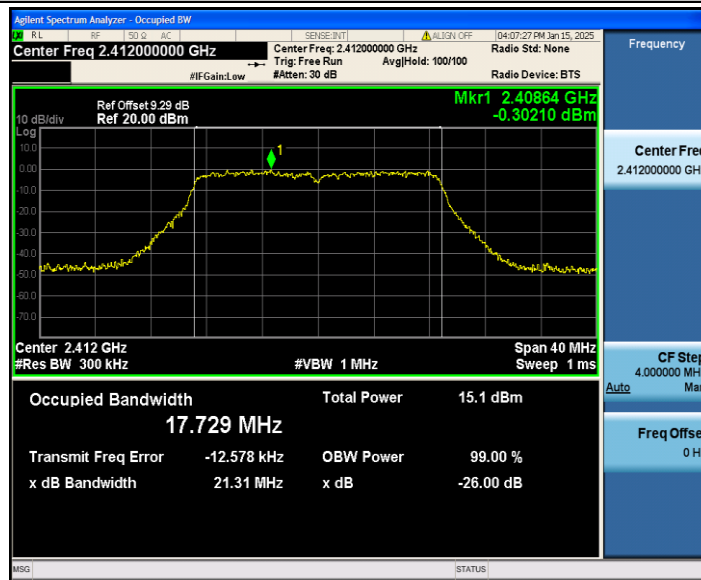 Agilent Spectrum Analyzer - Occupied BW
RL RF 50 Ω AC SENSE:INT ALIGN OFF 04:07:27 PM Jan 15, 2025
Center Freq 2.412000000 GHz Center Freq: 2.412000000 GHz Radio Std: None
Trig: Free Run Avg|Hold: 100/100
#IFGain:Low #Atten: 30 dB Radio Device: BTS
Frequency
Ref Offset 9.29 dB Mkr1 2.40864 GHz
10 dB/div Ref 20.00 dBm -0.30210 dBm
Log
10.0
0.00
-10.0
-20.0
-30.0
-40.0
-50.0
-60.0
-70.0
1
Center Freq
2.412000000 GH
Center 2.412 GHz Span 40 MHz
#Res BW 300 kHz #VBW 1 MHz Sweep 1 ms
CF Step
4.000000 MH
Auto Ma
Freq Offse
0 H
Occupied Bandwidth Total Power 15.1 dBm
17.729 MHz
Transmit Freq Error -12.578 kHz OBW Power 99.00 %
x dB Bandwidth 21.31 MHz x dB -26.00 dB
MSG STATUS